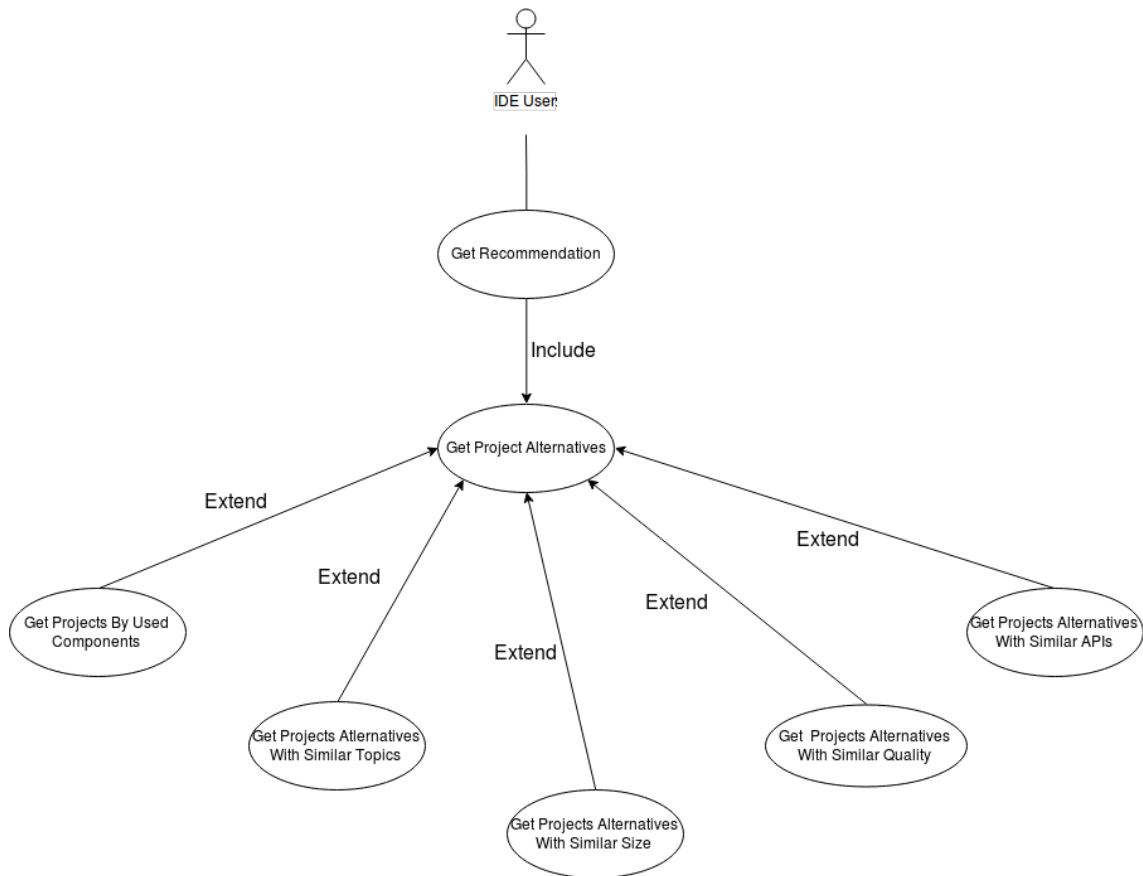 IDE User
Get Recommendation
Include
Get Project Alternatives
Extend
Extend
Extend
Extend
Extend
Get Projects By Used
Components
Get Projects Atlernatives
With Similar Topics
Get Projects Alternatives
With Similar Size
Get Projects Alternatives
With Similar Quality
Get Projects Alternatives
With Similar APIs